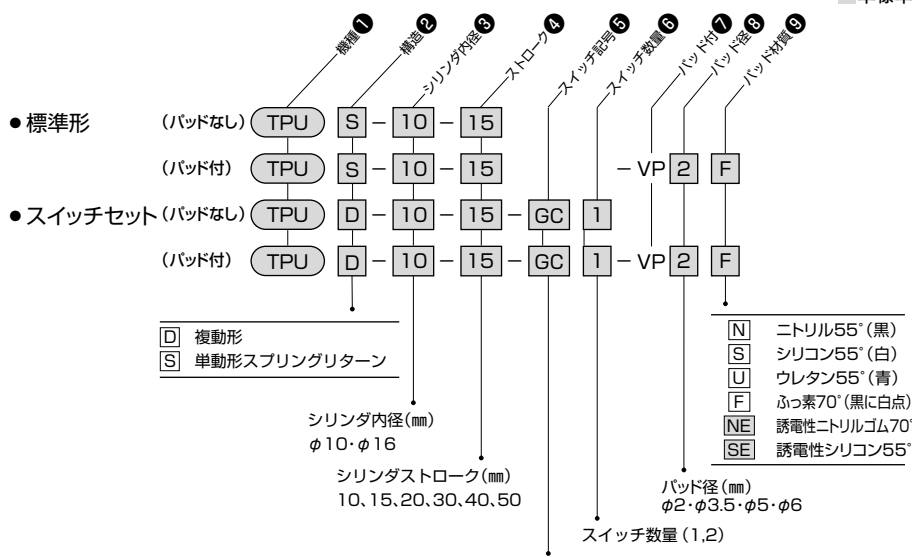 機種❶ 構造❷ シリンダ内径❸ ストローク❹ スイッチ記号❺ スイッチ数量❻ パッド付❼ パッド径❽ パッド材質❾
● 標準形 (パッドなし) TPU S － 10 － 15
(パッド付) TPU S － 10 － 15 － VP 2 F
● スイッチセット (パッドなし) TPU D － 10 － 15 － GC 1
(パッド付) TPU D － 10 － 15 － GC 1 － VP 2 F
D 複動形
S 単動形スプリングリターン
シリンダ内径(㎜)
φ10・φ16
シリンダストローク(㎜)
10、15、20、30、40、50
N ニトリル55°(黒)
S シリコン55°(白)
U ウレタン55°(青)
F ふっ素70°(黒に白点)
NE 誘電性ニトリルゴム70°
SE 誘電性シリコン55°
パッド径(㎜)
φ2・φ3.5・φ5・φ6
スイッチ数量(1,2)